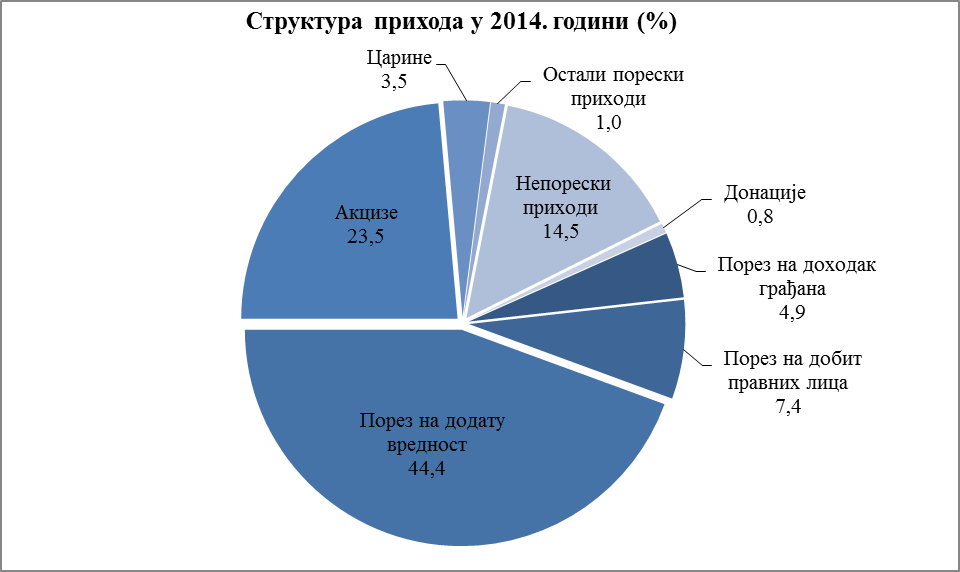 Структура прихода у 2014. години (%)
Царине
3,5
Остали порески
приходи
1,0
Непорески
приходи
14,5
Донације
0,8
Порез на доходак
грађана
4,9
Порез на добит
правних лица
7,4
Порез на додату
вредност
44,4
Акцизе
23,5